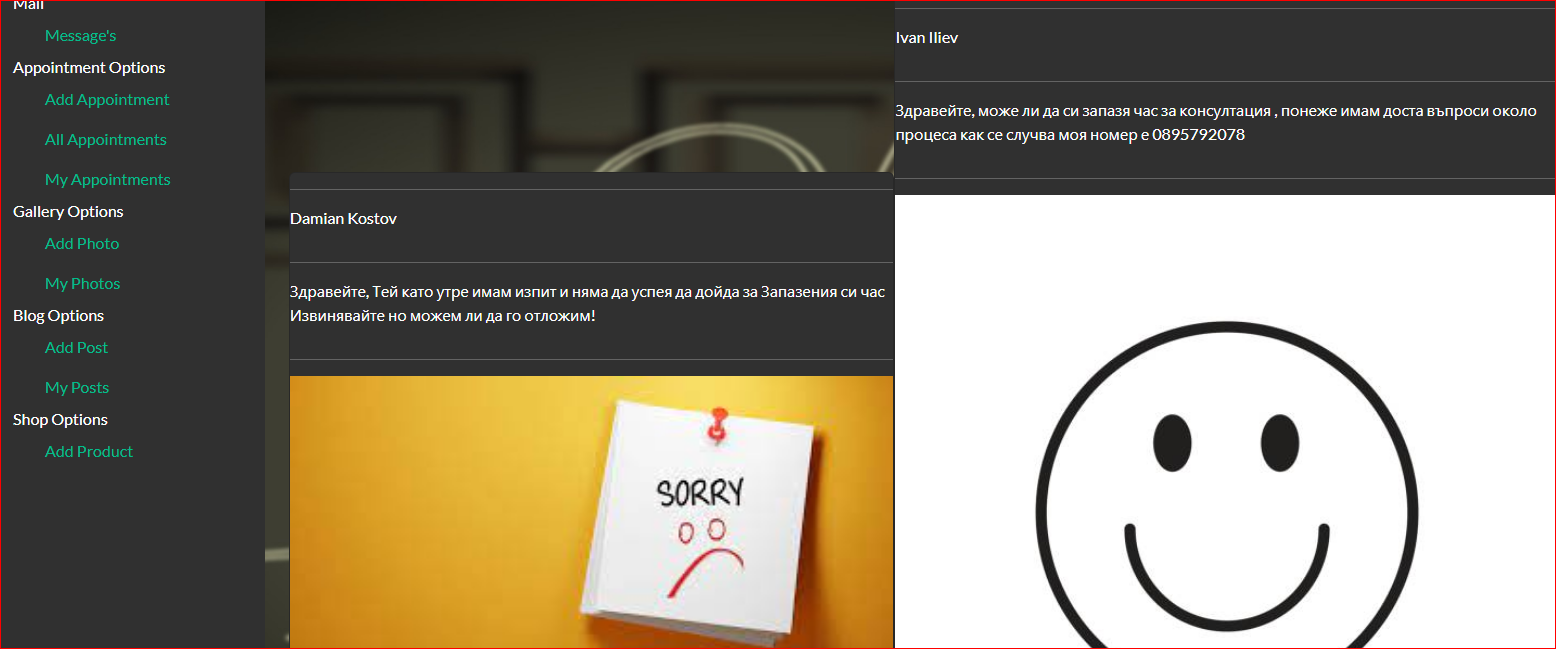 Mail
Message's
Appointment Options
Add Appointment
All Appointments
My Appointments
Gallery Options
Add Photo
My Photos
Blog Options
Add Post
My Posts
Shop Options
Add Product
Damian Kostov
Здравейте, Тей като утре имам изпит и няма да успея да дойда за Запазения си час
Извинявайте но можем ли да го отложим!
SORRY
Ivan Iliev
Здравейте, може ли да си запазя час за консултация , понеже имам доста въпроси около
процеса как се случва моя номер е 0895792078